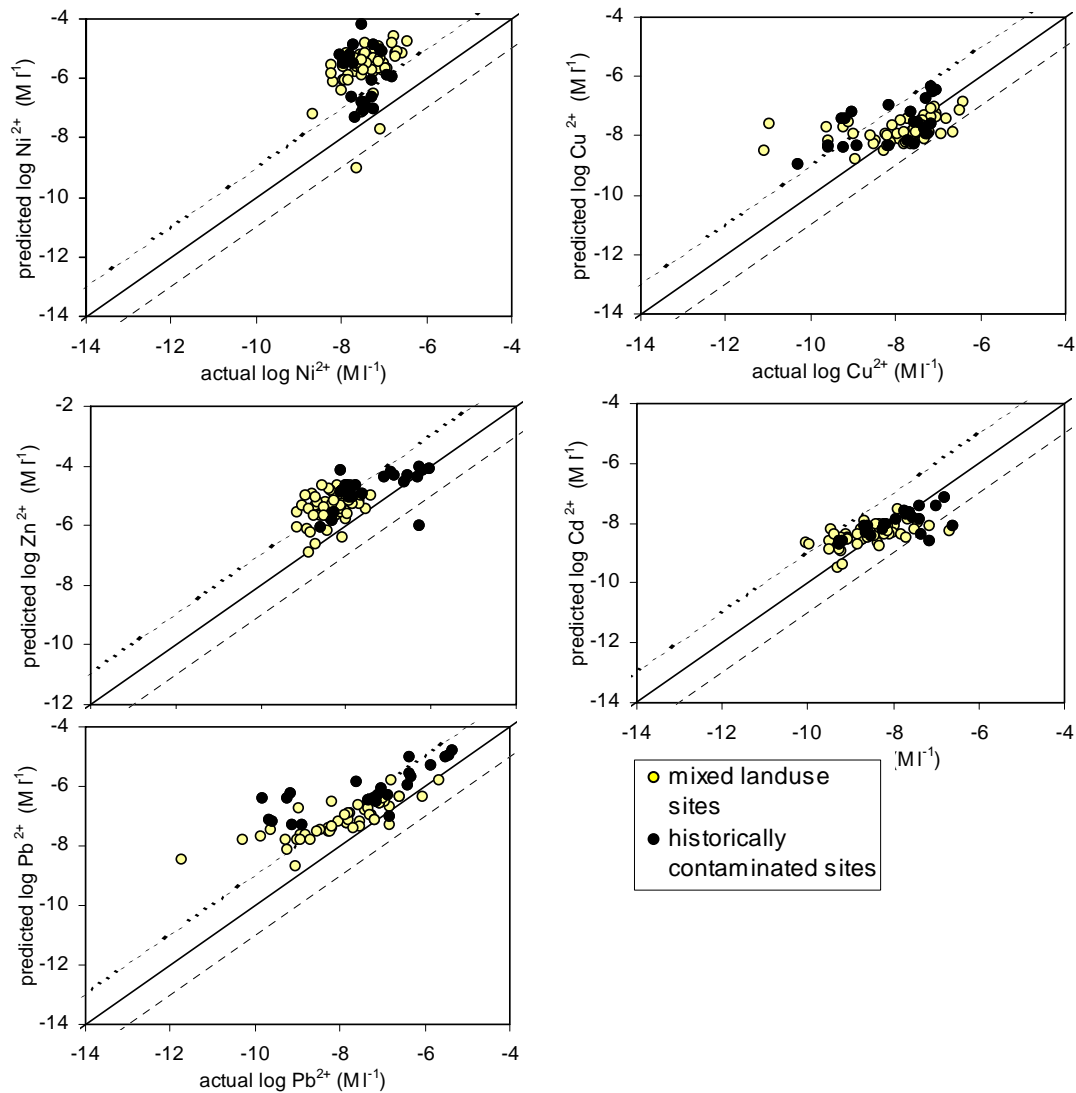 -4
-6
-8
-10
-12
-14
predicted log Ni²⁺ (M l⁻¹)
-14 -12 -10 -8 -6 -4
actual log Ni²⁺ (M l⁻¹)
-4
-6
-8
-10
-12
-14
predicted log Cu²⁺ (M l⁻¹)
-14 -12 -10 -8 -6 -4
actual log Cu²⁺ (M l⁻¹)
-2
-4
-6
-8
-10
-12
predicted log Zn²⁺ (M l⁻¹)
-4
-6
-8
-10
-12
-14
predicted log Cd²⁺ (M l⁻¹)
-14 -12 -10 -8 -6 -4
(M l⁻¹)
-4
-6
-8
-10
-12
-14
predicted log Pb²⁺ (M l⁻¹)
-14 -12 -10 -8 -6 -4
actual log Pb²⁺ (M l⁻¹)
mixed landuse
sites
historically
contaminated sites